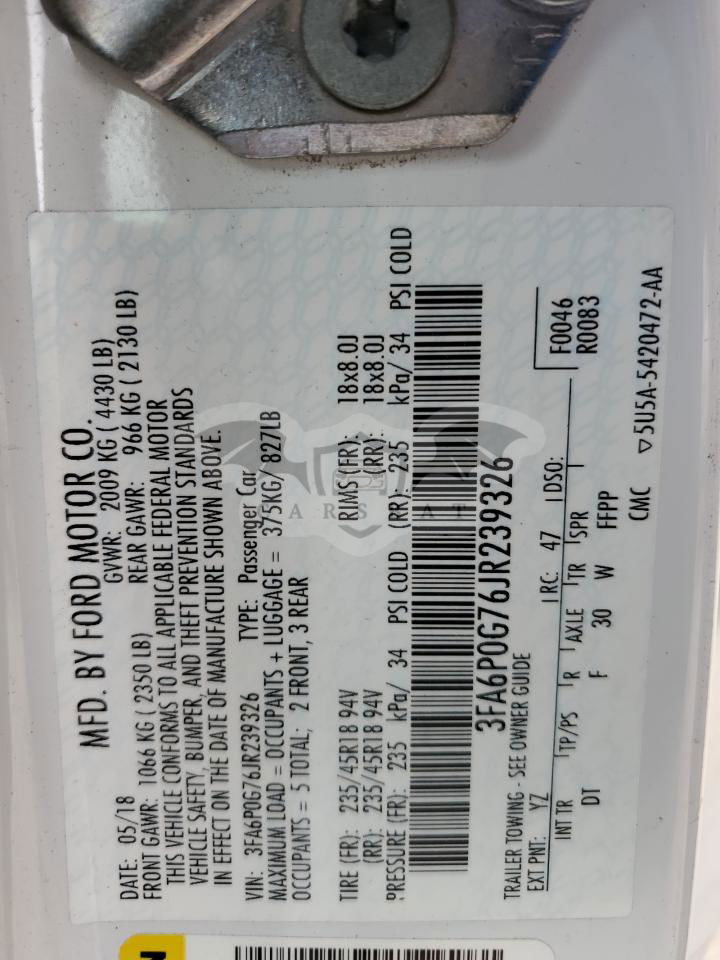 MFD. BY FORD MOTOR CO.
DATE: 05/18 GVWR: 2009 KG ( 4430 LB)
FRONT GAWR: 1066 KG ( 2350 LB) REAR GAWR: 966 KG ( 2130 LB)
THIS VEHICLE CONFORMS TO ALL APPLICABLE FEDERAL MOTOR
VEHICLE SAFETY, BUMPER, AND THEFT PREVENTION STANDARDS
IN EFFECT ON THE DATE OF MANUFACTURE SHOWN ABOVE.
VIN: 3FA6P0G76JR239326 TYPE: Passenger Car
MAXIMUM LOAD = OCCUPANTS + LUGGAGE = 375KG/ 827LB
OCCUPANTS = 5 TOTAL; 2 FRONT, 3 REAR
TIRE (FR): 235/45R18 94V RIMS (FR): 18x8.0J
(RR): 235/45R18 94V (RR): 18x8.0J
PRESSURE (FR): 235 kPa/ 34 PSI COLD (RR): 235 kPa/ 34 PSI COLD
3FA6P0G76JR239326
TRAILER TOWING - SEE OWNER GUIDE
F0046
R0083
EXT PNT: YZ RC: 47 DSO:
INT TR TP/PS R AXLE TR SPR
DT F 30 W FFPP
CMC ▽5U5A-5420472-AA